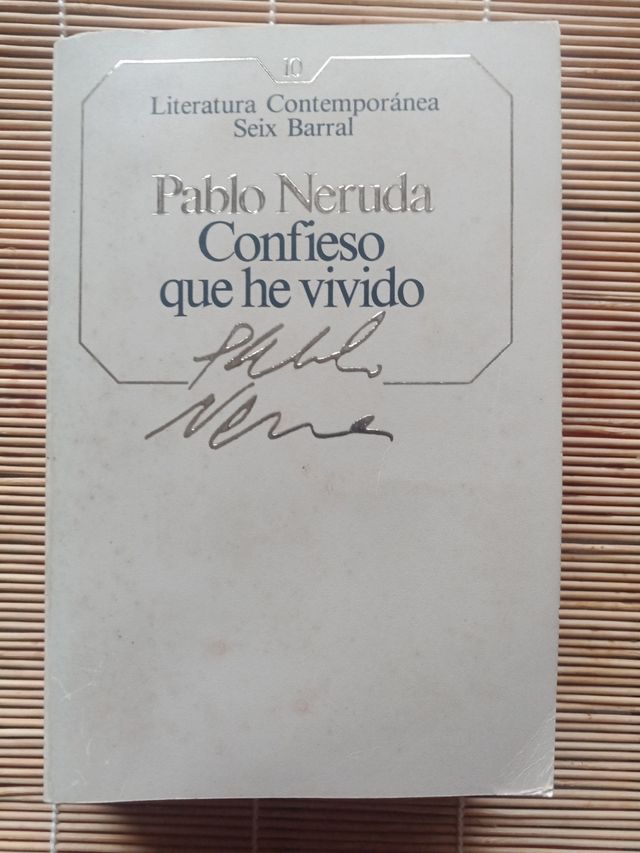 10
Literatura Contemporánea
Seix Barral
Pablo Neruda
Confieso
que he vivido
Pablo
Neruda